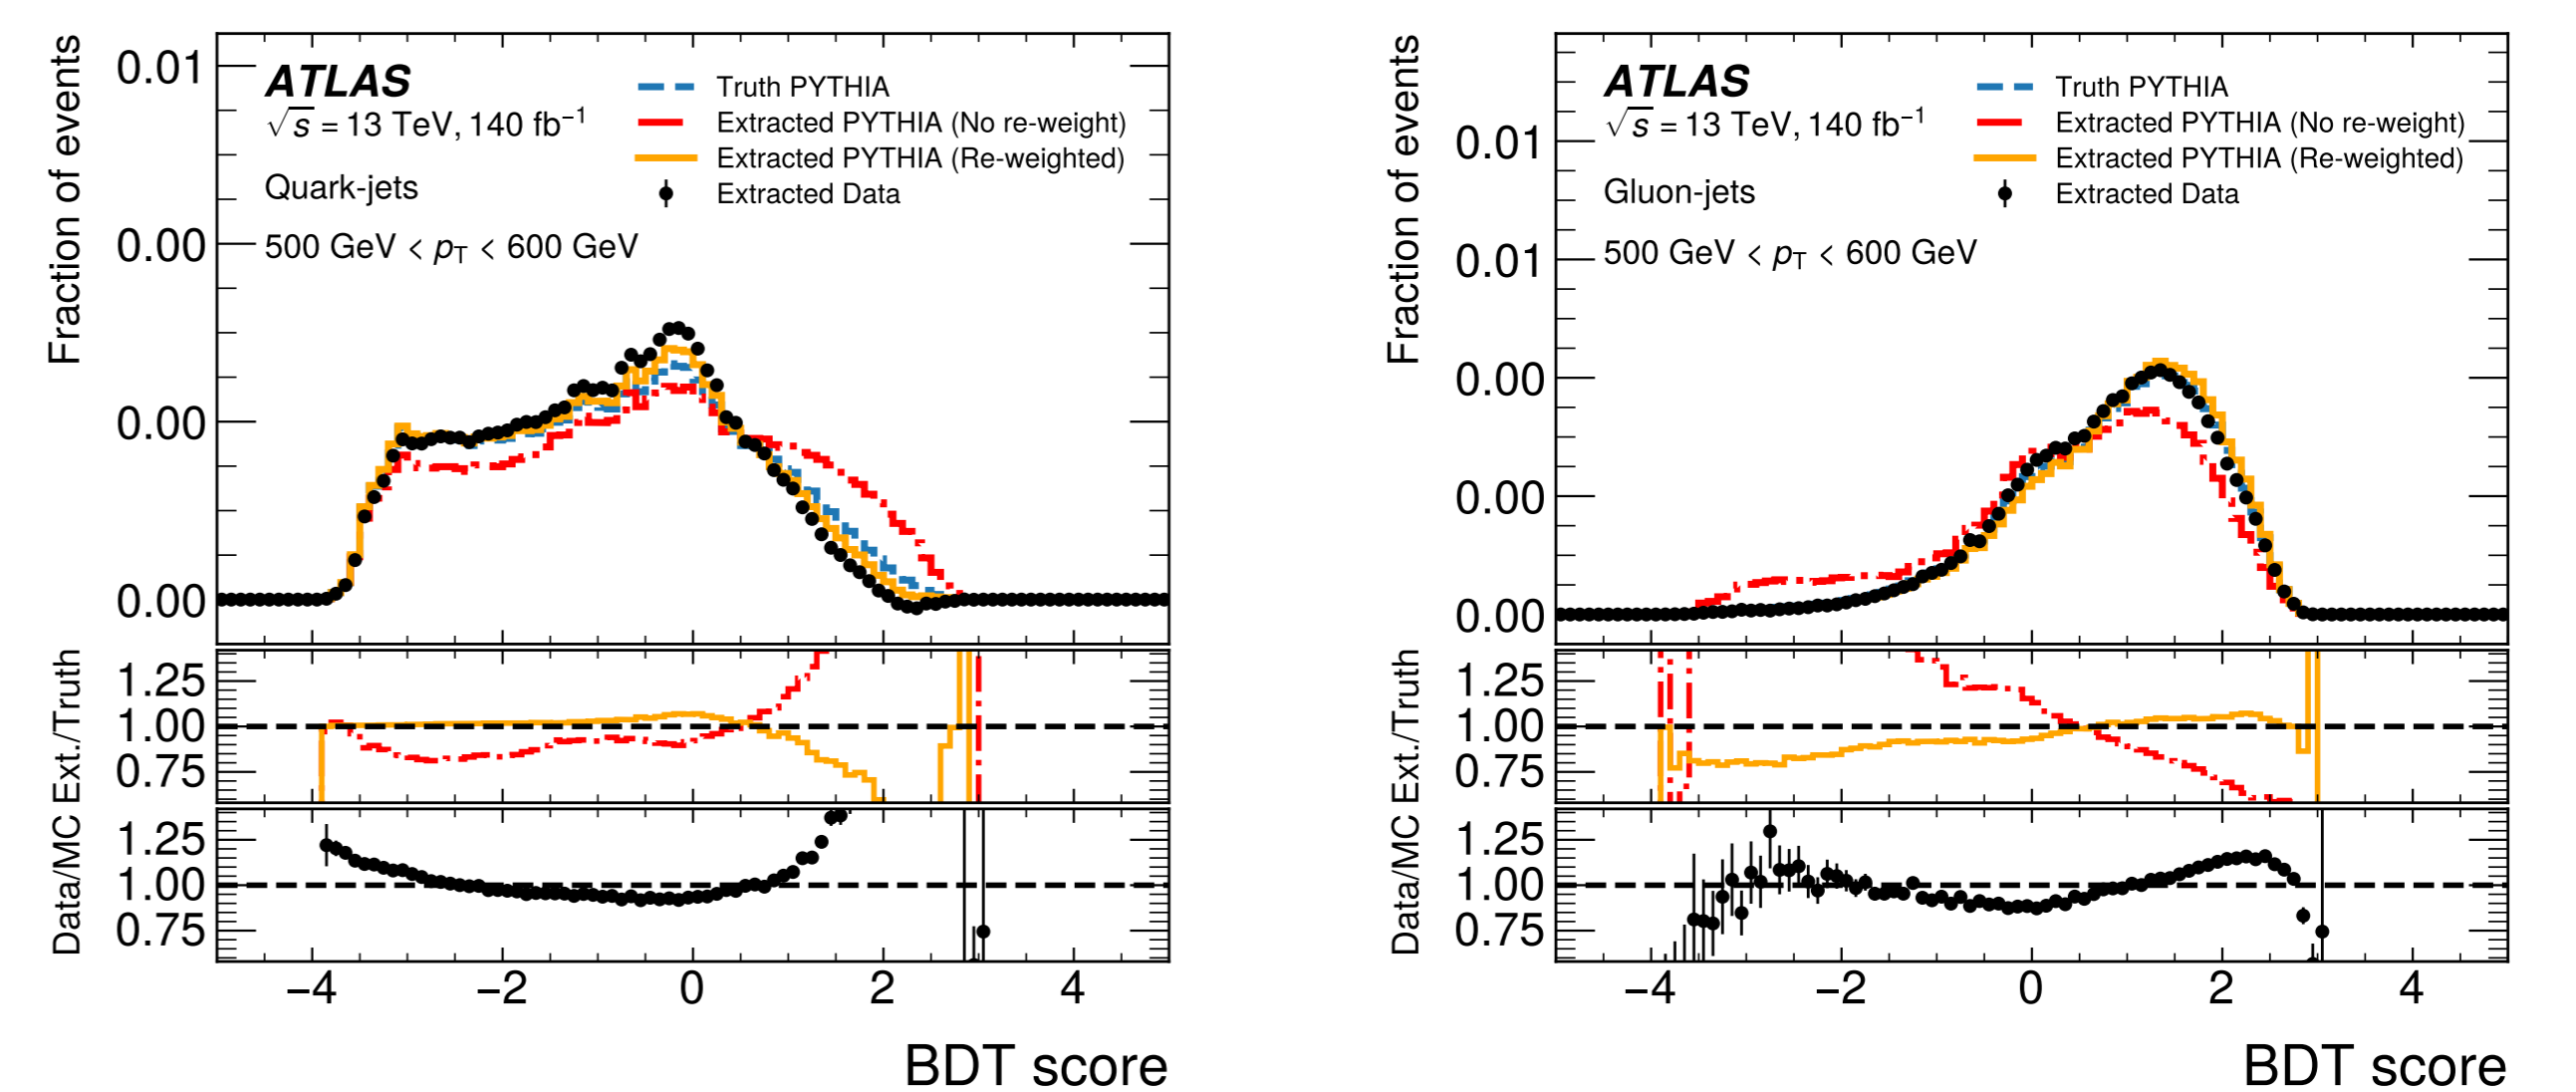 Fraction of events
0.01
0.00
0.00
0.00
ATLAS
√s = 13 TeV, 140 fb⁻¹
Quark-jets
500 GeV < pT < 600 GeV
Truth PYTHIA
Extracted PYTHIA (No re-weight)
Extracted PYTHIA (Re-weighted)
Extracted Data
Ext./Truth
1.25
1.00
0.75
Data/MC
1.25
1.00
0.75
−4 −2 0 2 4
BDT score
Fraction of events
0.01
0.01
0.00
0.00
0.00
ATLAS
√s = 13 TeV, 140 fb⁻¹
Gluon-jets
500 GeV < pT < 600 GeV
Truth PYTHIA
Extracted PYTHIA (No re-weight)
Extracted PYTHIA (Re-weighted)
Extracted Data
Ext./Truth
1.25
1.00
0.75
Data/MC
1.25
1.00
0.75
−4 −2 0 2 4
BDT score